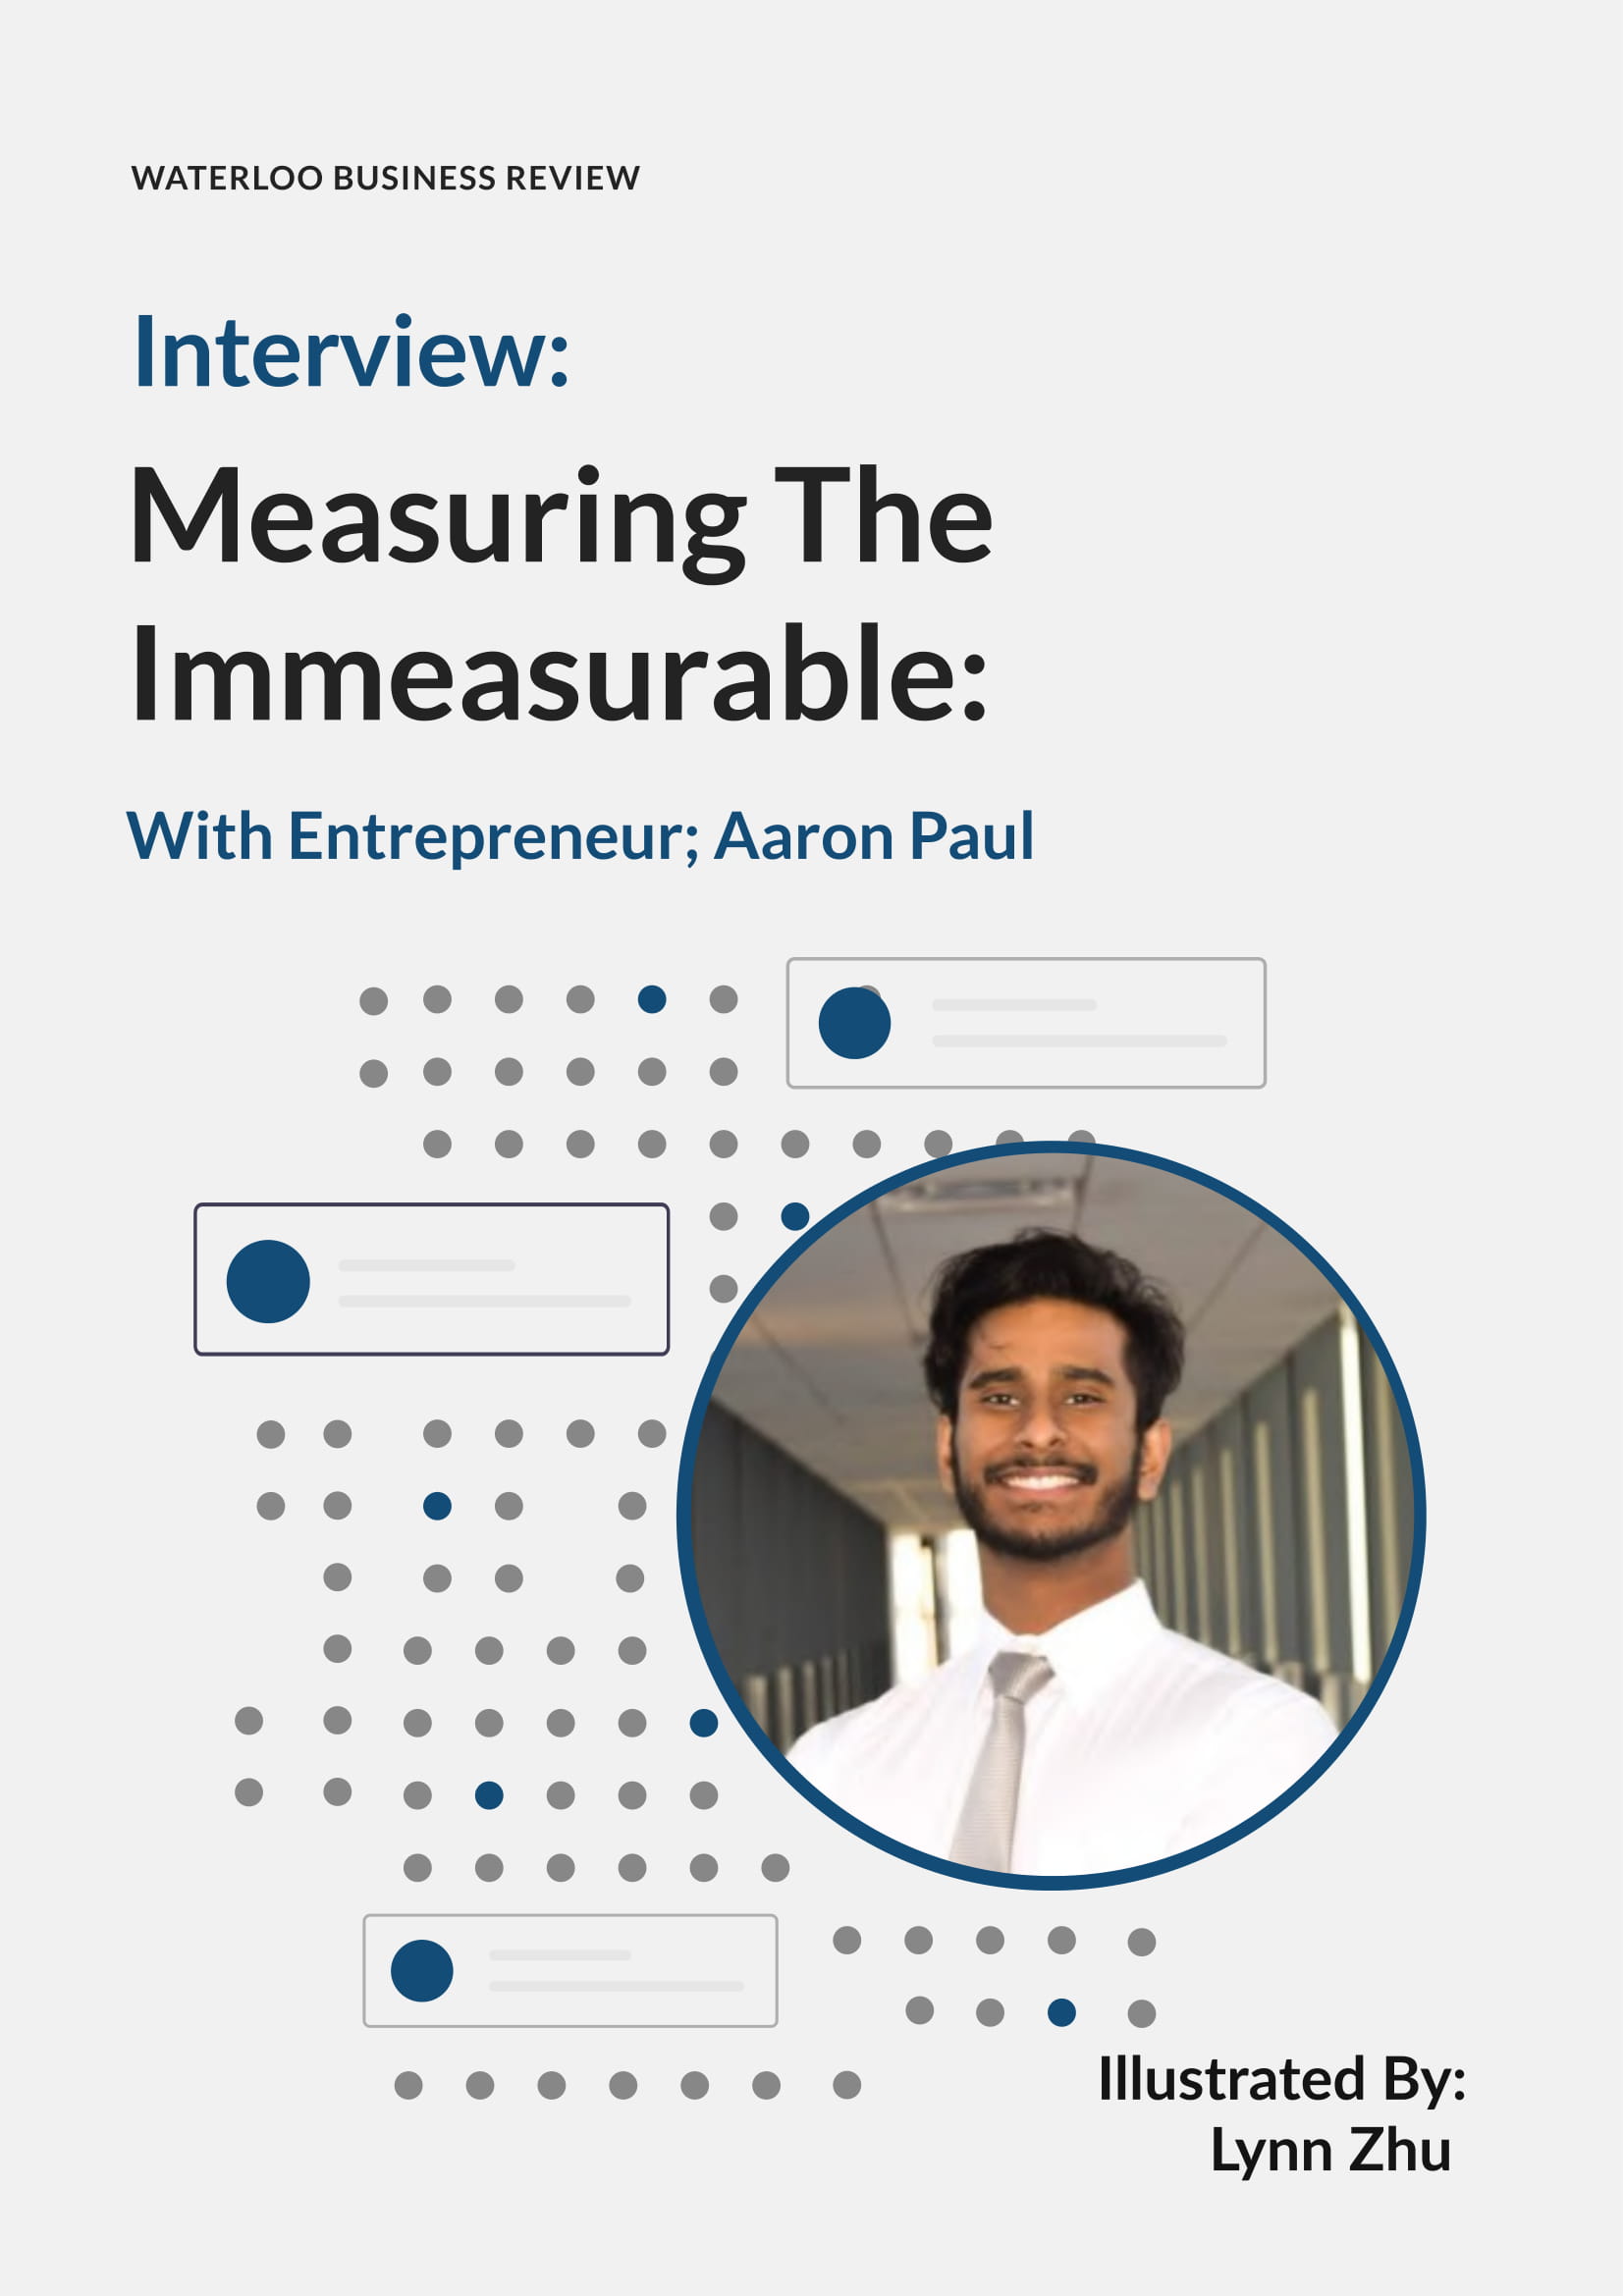 WATERLOO BUSINESS REVIEW
Interview:
Measuring The
Immeasurable:
With Entrepreneur; Aaron Paul
Illustrated By:
Lynn Zhu